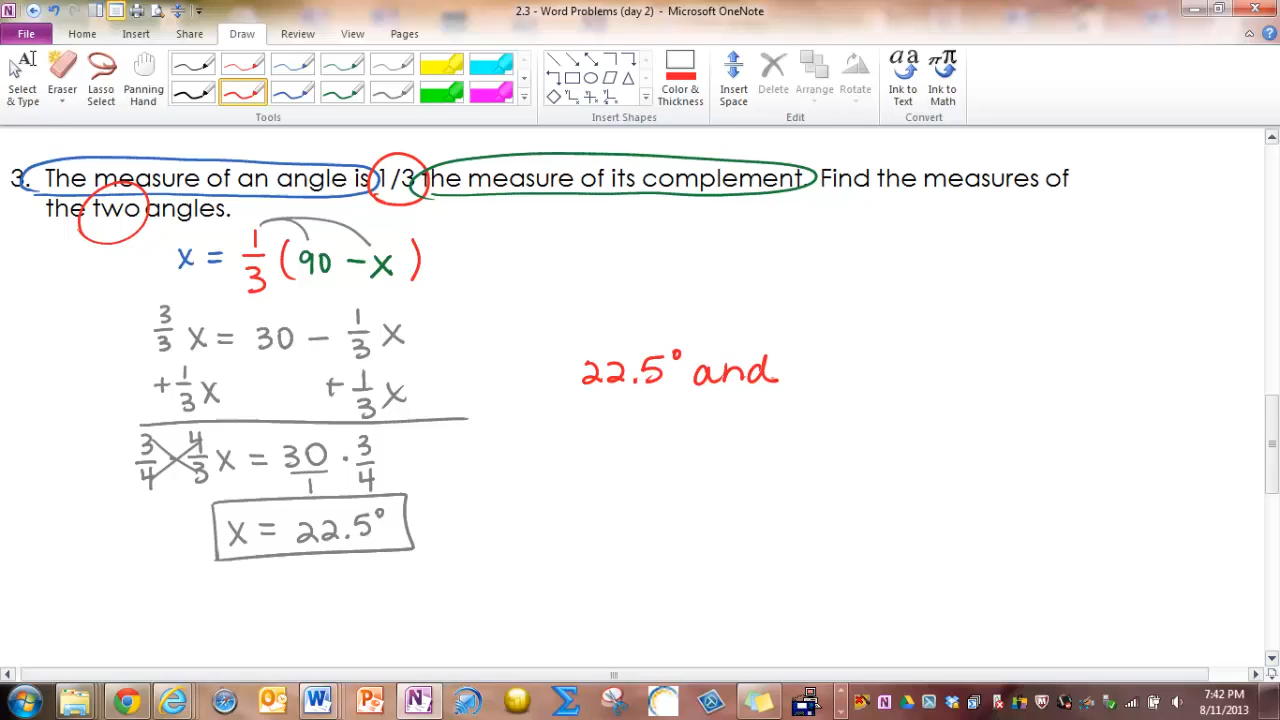 2.3 - Word Problems (day 2) - Microsoft OneNote
File Home Insert Draw Review View Pages
Select & Type Eraser Lasso Select Panning Hand Color & Thickness Insert Space Delete Arrange Rotate Ink to Text Ink to Math
Tools Insert Shapes Edit Convert
3. The measure of an angle is 1/3 the measure of its complement. Find the measures of
the two angles.
x = 1/3 (90 - x)
3/3 x = 30 - 1/3 x
22.5° and
+ 1/3 x + 1/3 x
3/4 4/3 x = 30/1 · 3/4
x = 22.5°
7:42 PM
8/11/2013